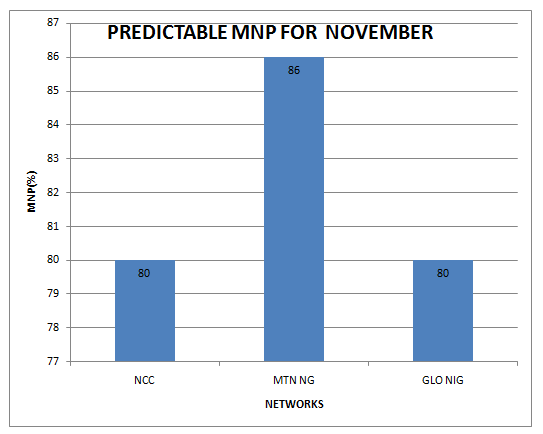 PREDICTABLE MNP FOR NOVEMBER
87
86
85
84
83
82
81
80
79
78
77
MNP(%)
80
86
80
NCC
MTN NG
GLO NIG
NETWORKS